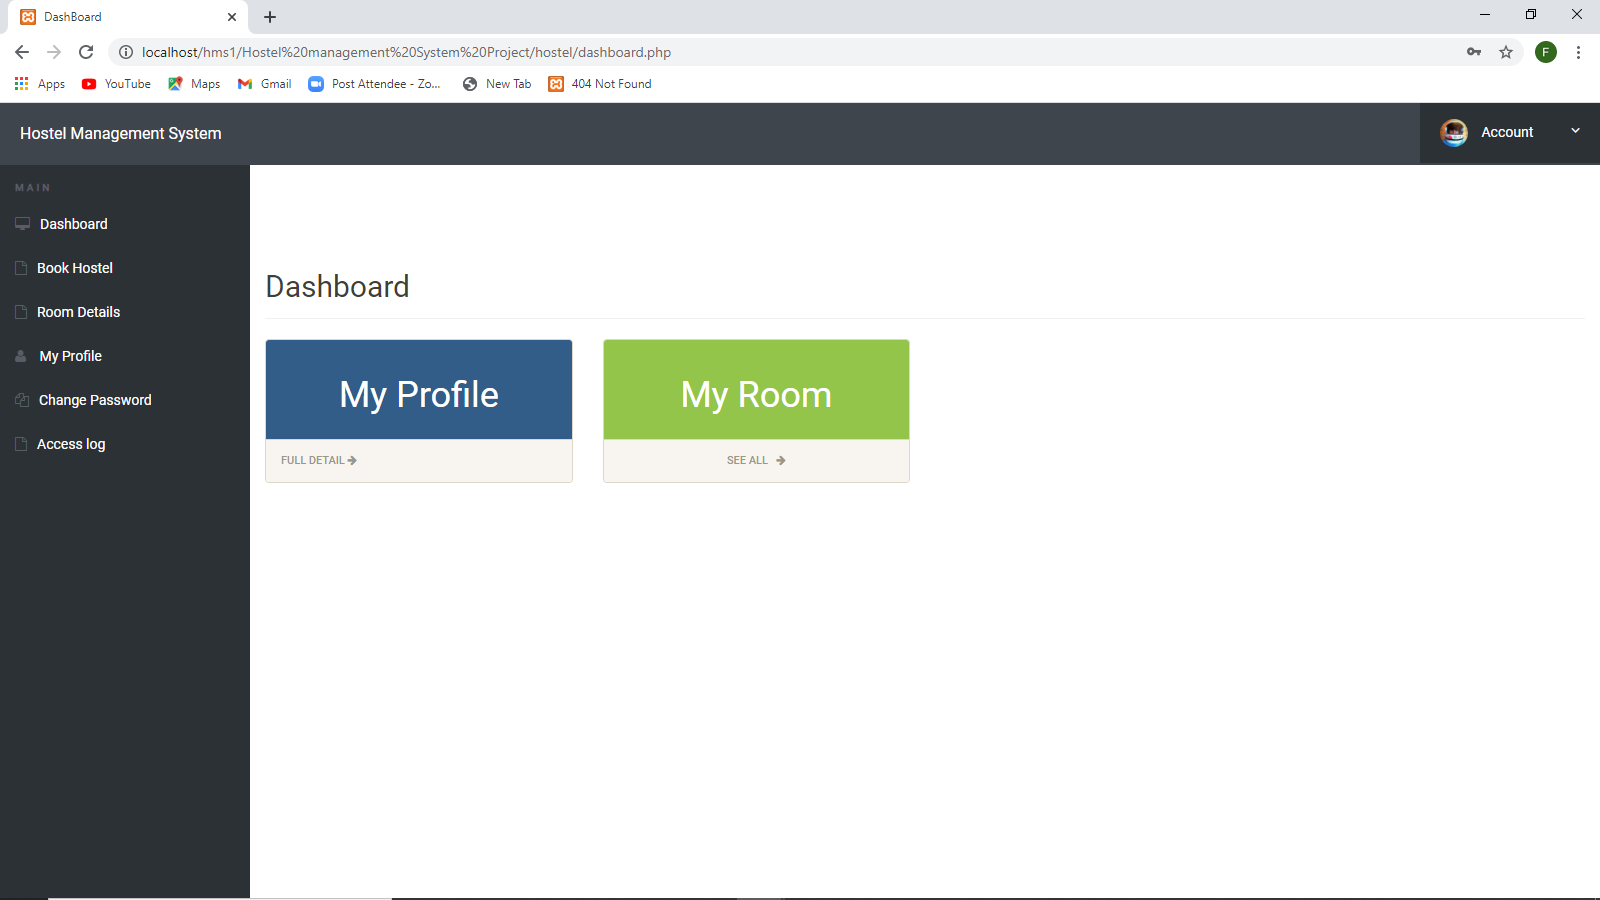 DashBoard
localhost/hms1/Hostel%20management%20System%20Project/hostel/dashboard.php
F
Apps YouTube Maps Gmail Post Attendee - Zo... New Tab 404 Not Found
Hostel Management System
Account
MAIN
Dashboard
Book Hostel
Room Details
My Profile
Change Password
Access log
Dashboard
My Profile
FULL DETAIL
My Room
SEE ALL